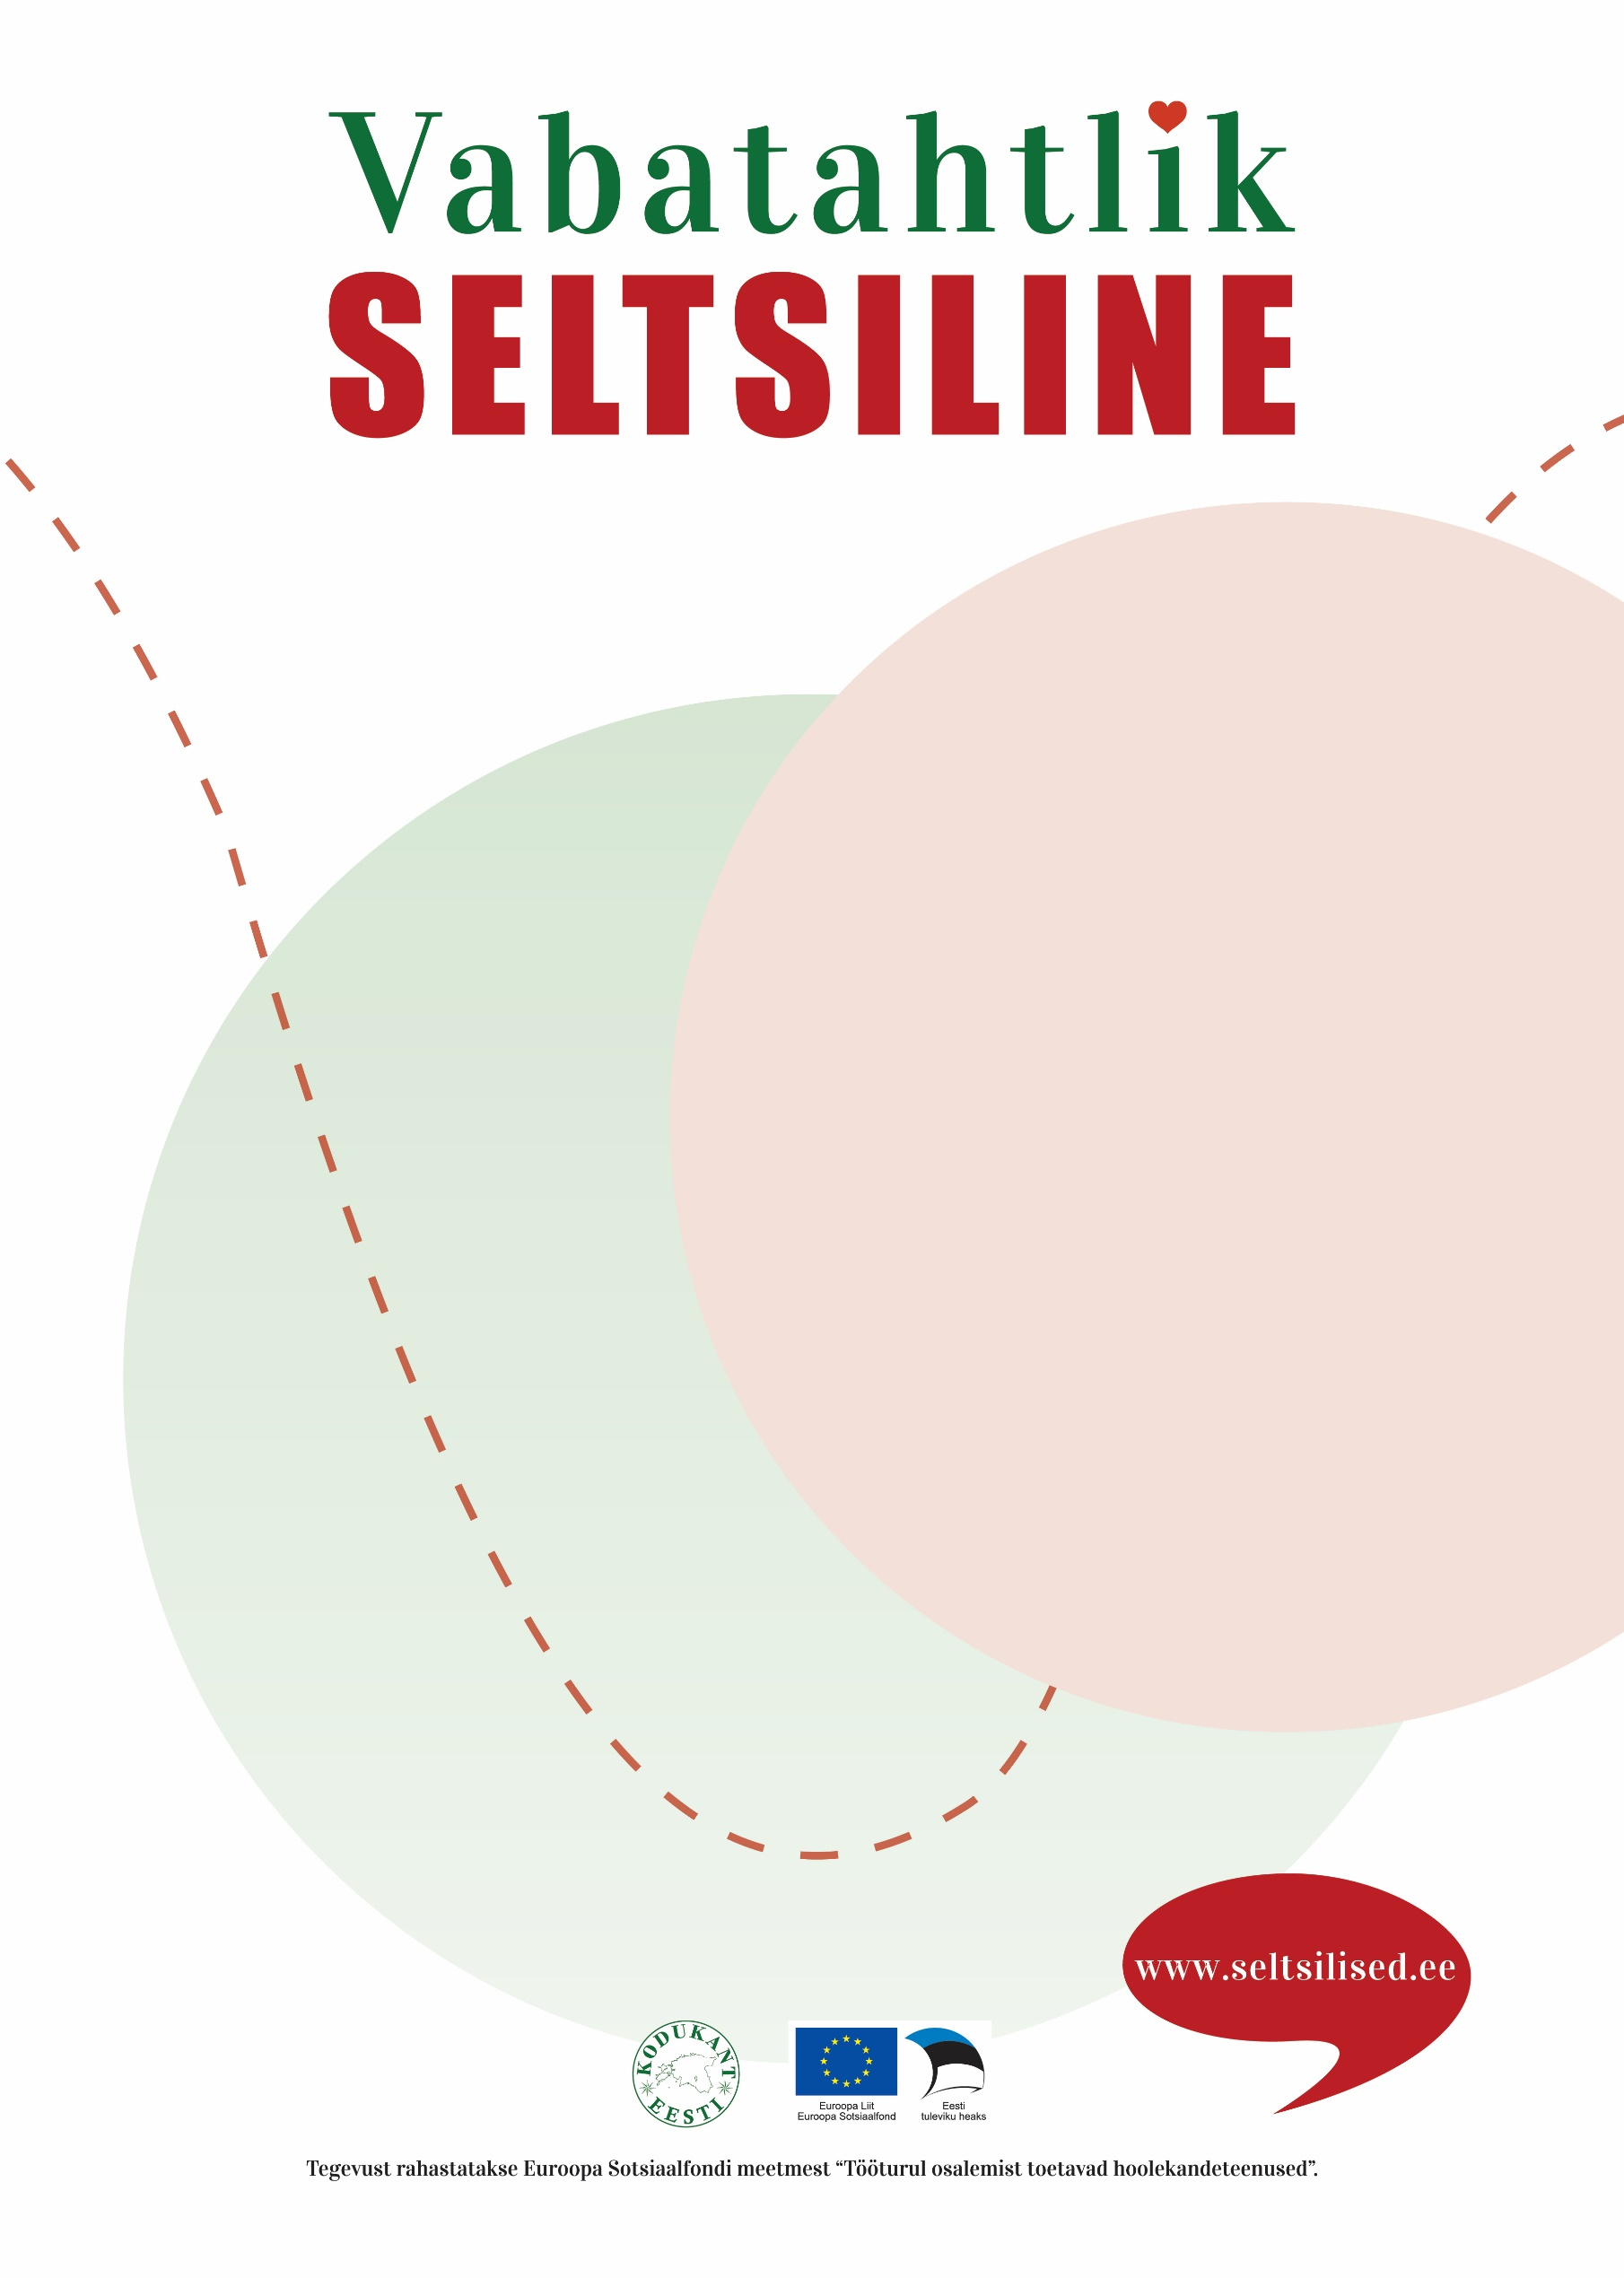 Vabatahtlik
SELTSILINE
www.seltsilised.ee
KODUKANT
EESTI
Euroopa Liit
Euroopa Sotsiaalfond
Eesti
tuleviku heaks
Tegevust rahastatakse Euroopa Sotsiaalfondi meetmest “Tööturul osalemist toetavad hoolekandeteenused”.